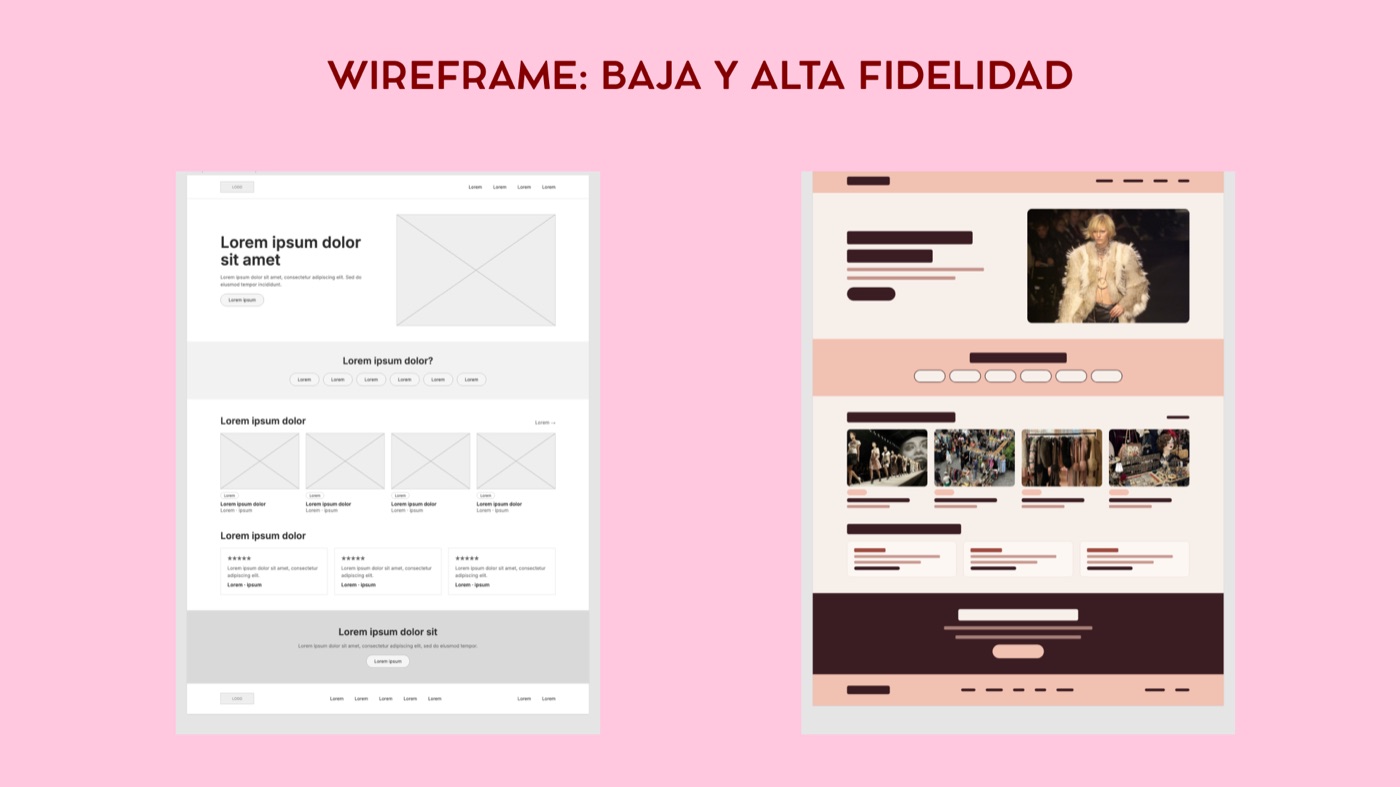 WIREFRAME: BAJA Y ALTA FIDELIDAD
LOGO
Lorem Lorem Lorem Lorem
Lorem ipsum dolor
sit amet
Lorem ipsum dolor sit amet, consectetur adipiscing elit. Sed do
eiusmod tempor incididunt.
Lorem ipsum
Lorem ipsum dolor?
Lorem Lorem Lorem Lorem Lorem Lorem
Lorem ipsum dolor
Lorem →
Lorem Lorem Lorem Lorem
Lorem ipsum dolor Lorem ipsum dolor Lorem ipsum dolor Lorem ipsum dolor
Lorem · Ipsum Lorem · Ipsum Lorem · Ipsum Lorem · Ipsum
Lorem ipsum dolor
★★★★★ ★★★★★ ★★★★★
Lorem ipsum dolor sit amet, consectetur
adipiscing elit.
Lorem · Ipsum
Lorem ipsum dolor sit amet, consectetur
adipiscing elit.
Lorem · Ipsum
Lorem ipsum dolor sit amet, consectetur
adipiscing elit.
Lorem · Ipsum
Lorem ipsum dolor sit
Lorem ipsum dolor sit amet, consectetur adipiscing elit, sed do eiusmod tempor.
Lorem ipsum
LOGO
Lorem Lorem Lorem Lorem Lorem
Lorem Lorem